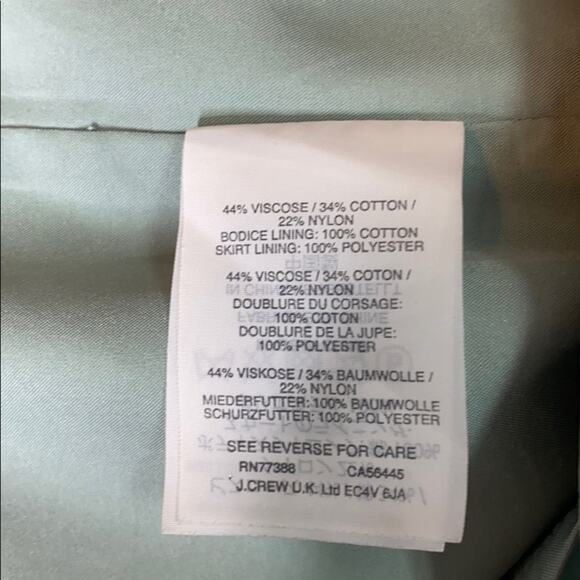 44% VISCOSE / 34% COTTON /
22% NYLON
BODICE LINING: 100% COTTON
SKIRT LINING: 100% POLYESTER
44% VISCOSE / 34% COTON /
22% NYLON
DOUBLURE DU CORSAGE:
100% COTON
DOUBLURE DE LA JUPE:
100% POLYESTER
44% VISKOSE / 34% BAUMWOLLE /
22% NYLON
MIEDERFUTTER: 100% BAUMWOLLE
SCHURZFUTTER: 100% POLYESTER
SEE REVERSE FOR CARE
RN77388 CA56445
J.CREW U.K. Ltd EC4V 6JA